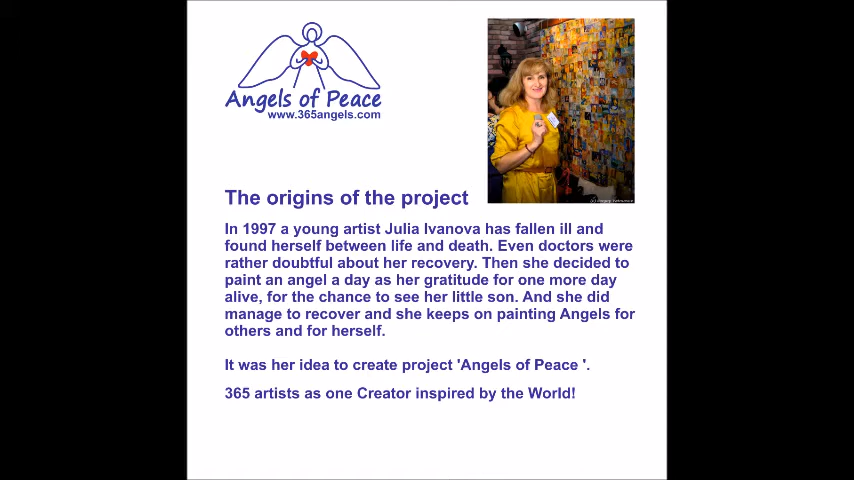 Angels of Peace
www.365angels.com
The origins of the project
In 1997 a young artist Julia Ivanova has fallen ill and
found herself between life and death. Even doctors were
rather doubtful about her recovery. Then she decided to
paint an angel a day as her gratitude for one more day
alive, for the chance to see her little son. And she did
manage to recover and she keeps on painting Angels for
others and for herself.
It was her idea to create project 'Angels of Peace '.
365 artists as one Creator inspired by the World!